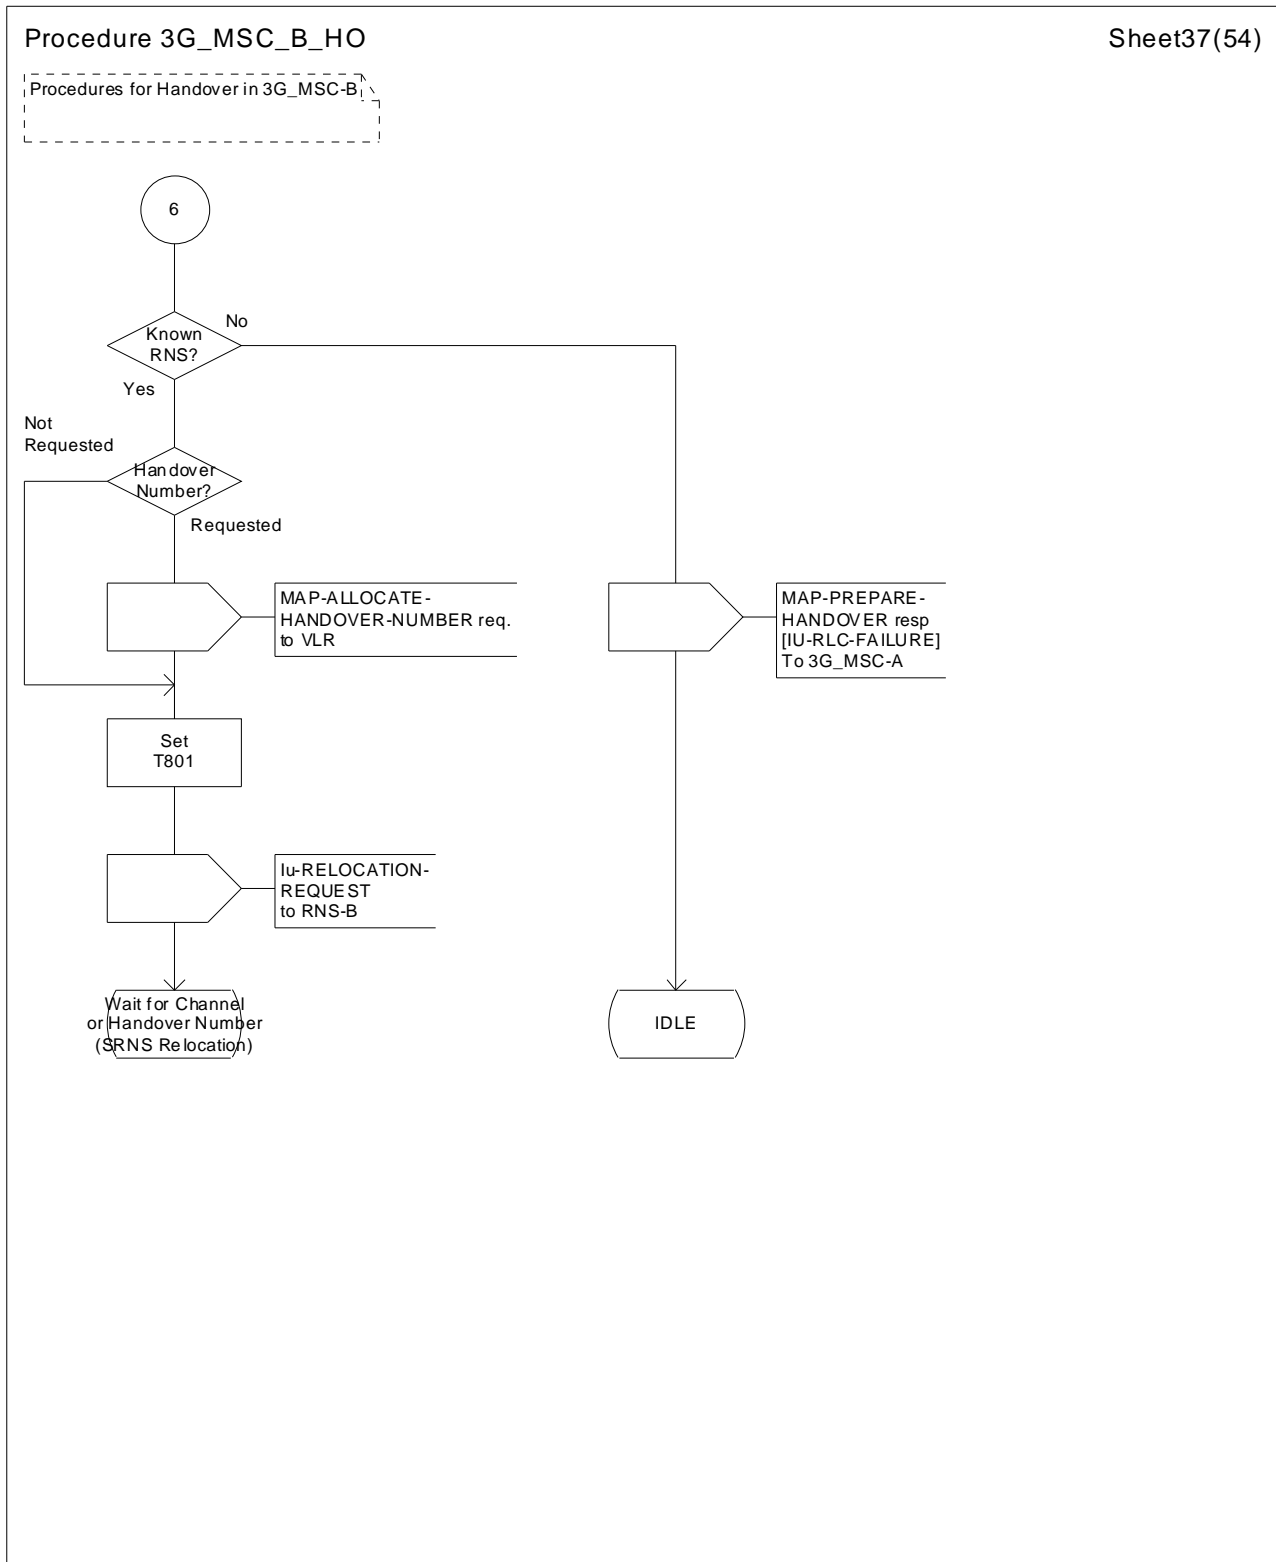 Procedure 3G_MSC_B_HO
Sheet37(54)
Procedures for Handover in 3G_MSC-B
6
Known
RNS?
No
Yes
Not
Requested
Handover
Number?
Requested
MAP-ALLOCATE-
HANDOVER-NUMBER req.
to VLR
MAP-PREPARE-
HANDOVER resp
[IU-RLC-FAILURE]
To 3G_MSC-A
Set
T801
Iu-RELOCATION-
REQUEST
to RNS-B
Wait for Channel
or Handover Number
(SRNS Relocation)
IDLE